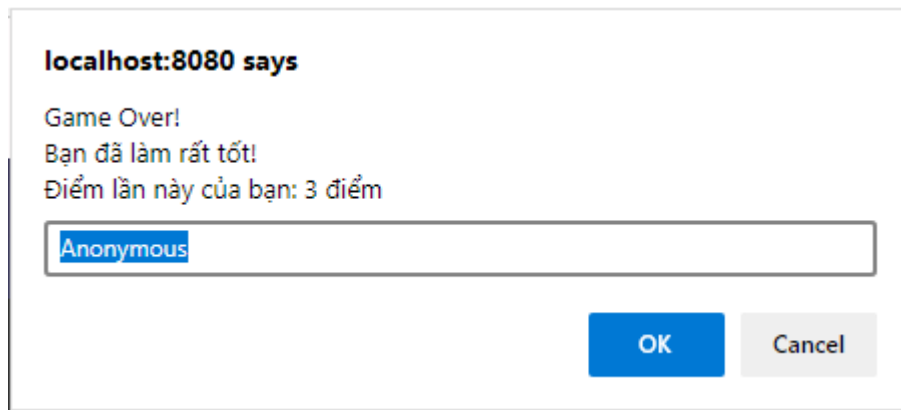 localhost:8080 says
Game Over!
Bạn đã làm rất tốt!
Điểm lần này của bạn: 3 điểm
Anonymous
OK Cancel